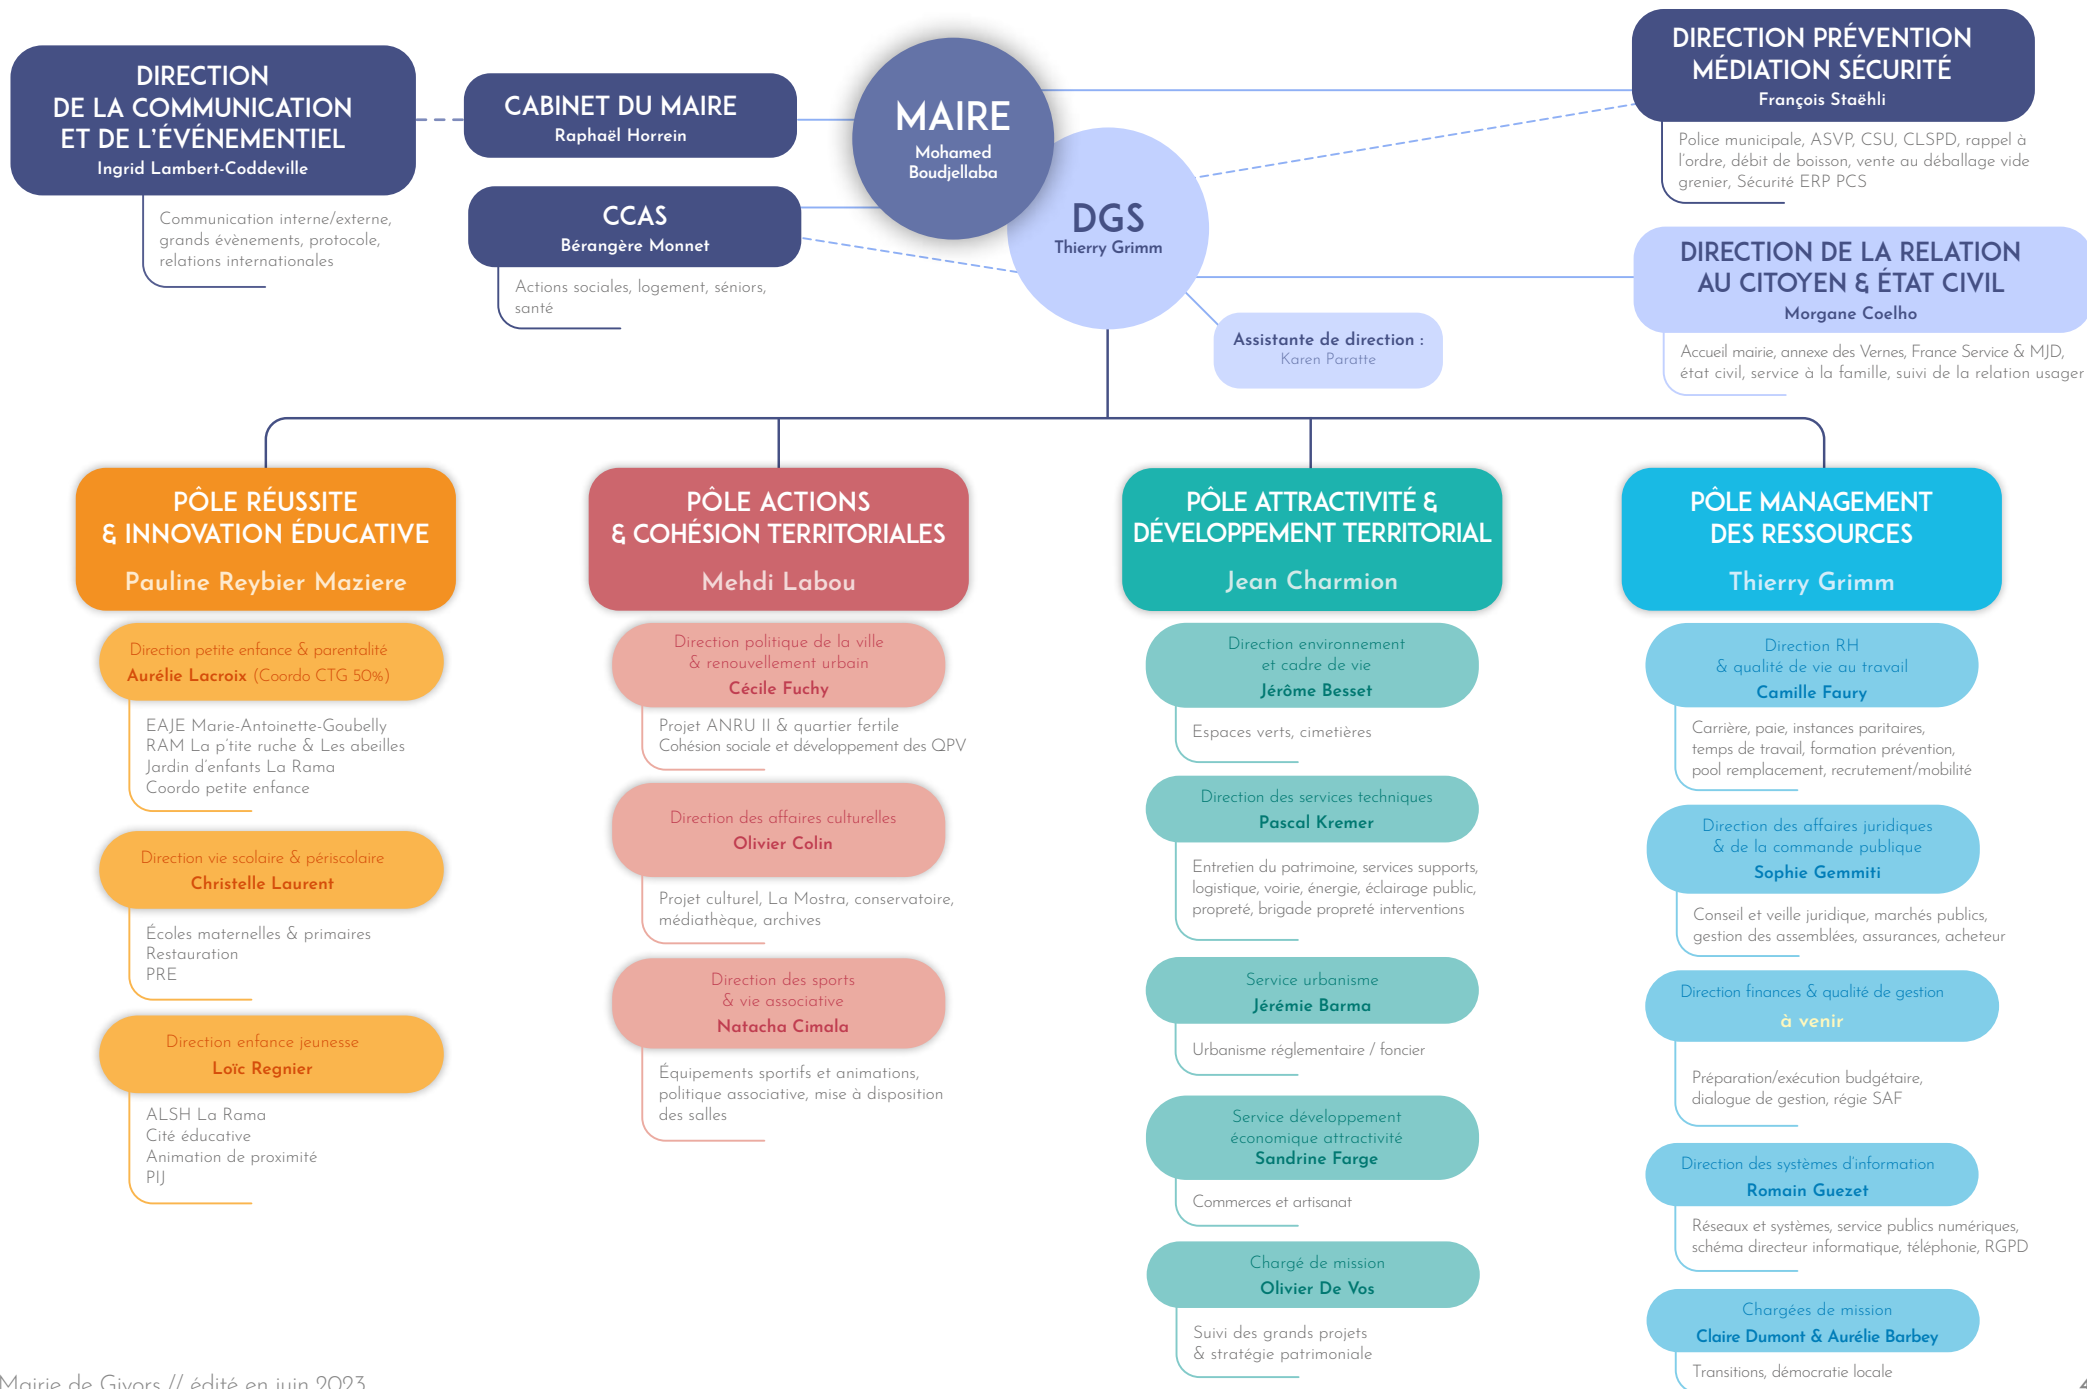 DIRECTION
DE LA COMMUNICATION
ET DE L'ÉVÉNEMENTIEL
Ingrid Lambert-Coddeville
Communication interne/externe,
grands évènements, protocole,
relations internationales
CABINET DU MAIRE
Raphaël Horrein
CCAS
Bérangère Monnet
Actions sociales, logement, séniors,
santé
MAIRE
Mohamed
Boudjellaba
DGS
Thierry Grimm
Assistante de direction :
Karen Paratte
DIRECTION PRÉVENTION
MÉDIATION SÉCURITÉ
François Staëhli
Police municipale, ASVP, CSU, CLSPD, rappel à
l'ordre, débit de boisson, vente au déballage vide
grenier, Sécurité ERP PCS
DIRECTION DE LA RELATION
AU CITOYEN & ÉTAT CIVIL
Morgane Coelho
Accueil mairie, annexe des Vernes, France Service & MJD,
état civil, service à la famille, suivi de la relation usager
PÔLE RÉUSSITE
& INNOVATION ÉDUCATIVE
Pauline Reybier Maziere
Direction petite enfance & parentalité
Aurélie Lacroix (Coordo CTG 50%)
EAJE Marie-Antoinette-Goubelly
RAM La p'tite ruche & Les abeilles
Jardin d'enfants La Rama
Coordo petite enfance
Direction vie scolaire & périscolaire
Christelle Laurent
Écoles maternelles & primaires
Restauration
PRE
Direction enfance jeunesse
Loïc Regnier
ALSH La Rama
Cité éducative
Animation de proximité
PIJ
PÔLE ACTIONS
& COHÉSION TERRITORIALES
Mehdi Labou
Direction politique de la ville
& renouvellement urbain
Cécile Fuchy
Projet ANRU II & quartier fertile
Cohésion sociale et développement des QPV
Direction des affaires culturelles
Olivier Colin
Projet culturel, La Mostra, conservatoire,
médiathèque, archives
Direction des sports
& vie associative
Natacha Cimala
Équipements sportifs et animations,
politique associative, mise à disposition
des salles
PÔLE ATTRACTIVITÉ &
DÉVELOPPEMENT TERRITORIAL
Jean Charmion
Direction environnement
et cadre de vie
Jérôme Besset
Espaces verts, cimetières
Direction des services techniques
Pascal Kremer
Entretien du patrimoine, services supports,
logistique, voirie, énergie, éclairage public,
propreté, brigade propreté interventions
Service urbanisme
Jérémie Barma
Urbanisme réglementaire / foncier
Service développement
économique attractivité
Sandrine Farge
Commerces et artisanat
Chargé de mission
Olivier De Vos
Suivi des grands projets
& stratégie patrimoniale
PÔLE MANAGEMENT
DES RESSOURCES
Thierry Grimm
Direction RH
& qualité de vie au travail
Camille Faury
Carrière, paie, instances paritaires,
temps de travail, formation prévention,
pool remplacement, recrutement/mobilité
Direction des affaires juridiques
& de la commande publique
Sophie Gemmiti
Conseil et veille juridique, marchés publics,
gestion des assemblées, assurances, acheteur
Direction finances & qualité de gestion
à venir
Préparation/exécution budgétaire,
dialogue de gestion, régie SAF
Direction des systèmes d'information
Romain Guezet
Réseaux et systèmes, service publics numériques,
schéma directeur informatique, téléphonie, RGPD
Chargées de mission
Claire Dumont & Aurélie Barbey
Transitions, démocratie locale
Mairie de Givors // édité en juin 2023